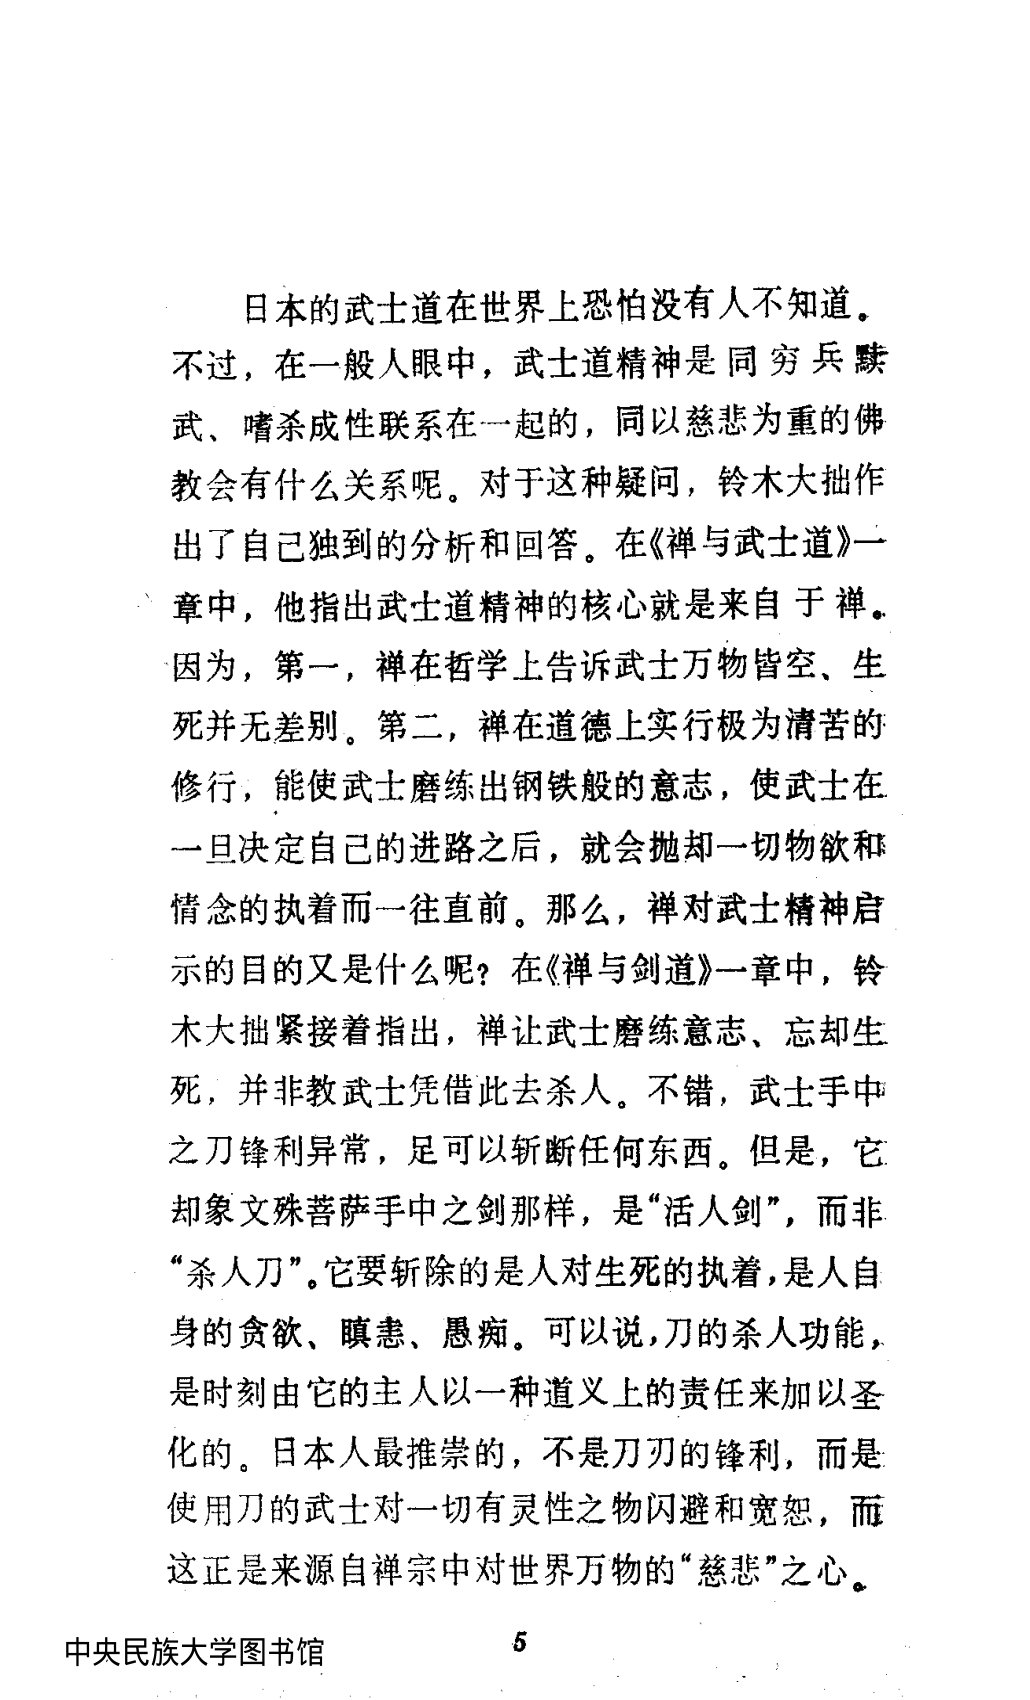 日本的武士道在世界上恐怕没有人不知道。
不过，在一般人眼中，武士道精神是同穷兵黩
武、嗜杀成性联系在一起的，同以慈悲为重的佛
教会有什么关系呢。对于这种疑问，铃木大拙作
出了自己独到的分析和回答。在《禅与武士道》一
章中，他指出武士道精神的核心就是来自于禅。
因为，第一，禅在哲学上告诉武士万物皆空、生
死并无差别。第二，禅在道德上实行极为清苦的
修行，能使武士磨练出钢铁般的意志，使武士在
一旦决定自己的进路之后，就会抛却一切物欲和
情念的执着而一往直前。那么，禅对武士精神启
示的目的又是什么呢？在《禅与剑道》一章中，铃
木大拙紧接着指出，禅让武士磨练意志、忘却生
死，并非教武士凭借此去杀人。不错，武士手中
之刀锋利异常，足可以斩断任何东西。但是，它
却象文殊菩萨手中之剑那样，是“活人剑”，而非
“杀人刀”。它要斩除的是人对生死的执着，是人自
身的贪欲、瞋恚、愚痴。可以说，刀的杀人功能，
是时刻由它的主人以一种道义上的责任来加以圣
化的。日本人最推崇的，不是刀刃的锋利，而是
使用刀的武士对一切有灵性之物闪避和宽恕，而
这正是来源自禅宗中对世界万物的“慈悲”之心。
5
中央民族大学图书馆